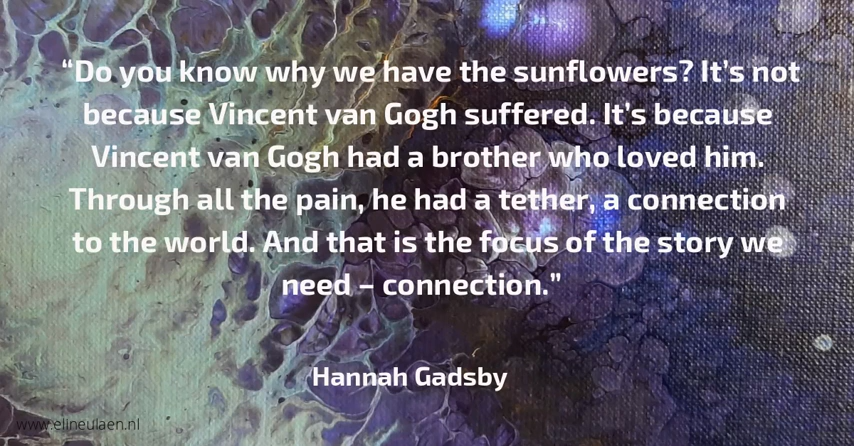 “Do you know why we have the sunflowers? It’s not
because Vincent van Gogh suffered. It’s because
Vincent van Gogh had a brother who loved him.
Through all the pain, he had a tether, a connection
to the world. And that is the focus of the story we
need – connection.”
Hannah Gadsby
www.elineulaen.nl